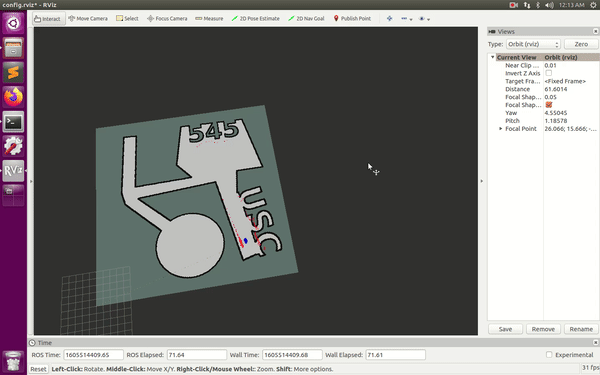 config.rviz* - RViz
12:13 AM
Interact Move Camera Select Focus Camera Measure 2D Pose Estimate 2D Nav Goal Publish Point
Views
Type: Orbit (rviz) Zero
Current View Orbit (rviz)
Near Clip ... 0.01
Invert Z Axis
Target Fra... <Fixed Frame>
Distance 61.6014
Focal Shap... 0.05
Focal Shap...
Yaw 4.55045
Pitch 1.18578
Focal Point 26.066; 15.666; -...
545
USC
Save Remove Rename
Time
ROS Time: 1605514409.65 ROS Elapsed: 71.64 Wall Time: 1605514409.68 Wall Elapsed: 71.61 Experimental
Reset Left-Click: Rotate. Middle-Click: Move X/Y. Right-Click/Mouse Wheel:: Zoom. Shift: More options. 31 fps